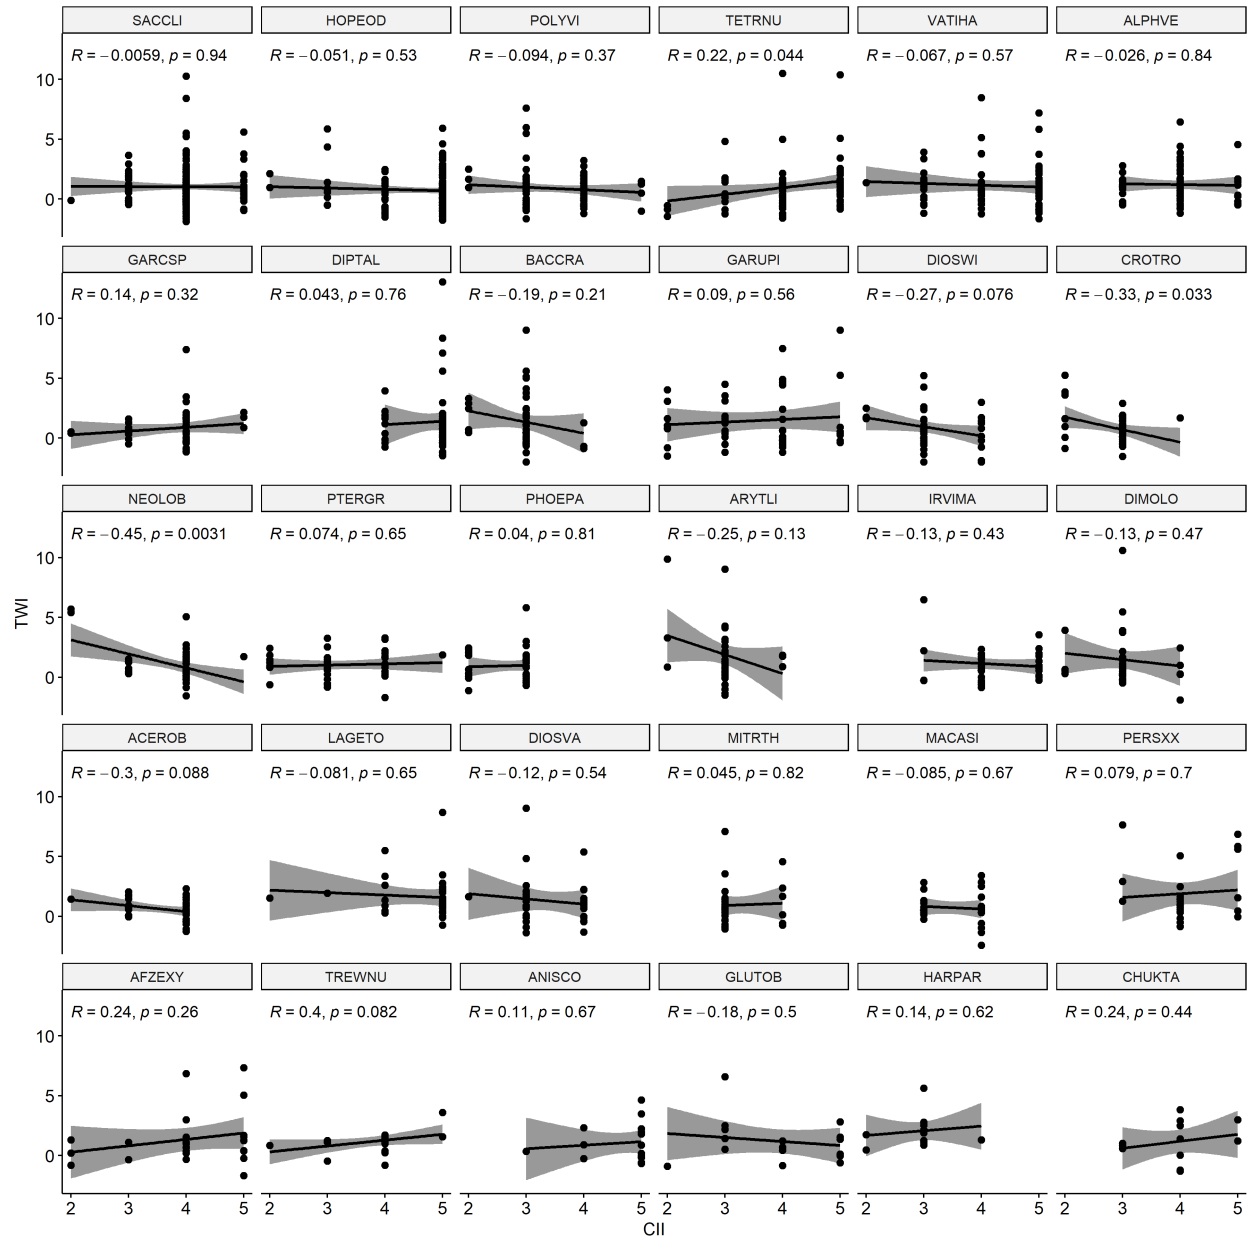 SACCLI HOPEOD POLYVI TETRNU VATIHA ALPHVE
R = −0.0059, p = 0.94 R = −0.051, p = 0.53 R = −0.094, p = 0.37 R = 0.22, p = 0.044 R = −0.067, p = 0.57 R = −0.026, p = 0.84
10
5
0
GARCSP DIPTAL BACCRA GARUPI DIOSWI CROTRO
R = 0.14, p = 0.32 R = 0.043, p = 0.76 R = −0.19, p = 0.21 R = 0.09, p = 0.56 R = −0.27, p = 0.076 R = −0.33, p = 0.033
10
5
0
NEOLOB PTERGR PHOEPA ARYTLI IRVIMA DIMOLO
R = −0.45, p = 0.0031 R = 0.074, p = 0.65 R = 0.04, p = 0.81 R = −0.25, p = 0.13 R = −0.13, p = 0.43 R = −0.13, p = 0.47
10
5
TWI
0
ACEROB LAGETO DIOSVA MITRTH MACASI PERSXX
R = −0.3, p = 0.088 R = −0.081, p = 0.65 R = −0.12, p = 0.54 R = 0.045, p = 0.82 R = −0.085, p = 0.67 R = 0.079, p = 0.7
10
5
0
AFZEXY TREWNU ANISCO GLUTOB HARPAR CHUKTA
R = 0.24, p = 0.26 R = 0.4, p = 0.082 R = 0.11, p = 0.67 R = −0.18, p = 0.5 R = 0.14, p = 0.62 R = 0.24, p = 0.44
10
5
0
2 3 4 5 2 3 4 5 2 3 4 5 2 3 4 5 2 3 4 5 2 3 4 5
CII